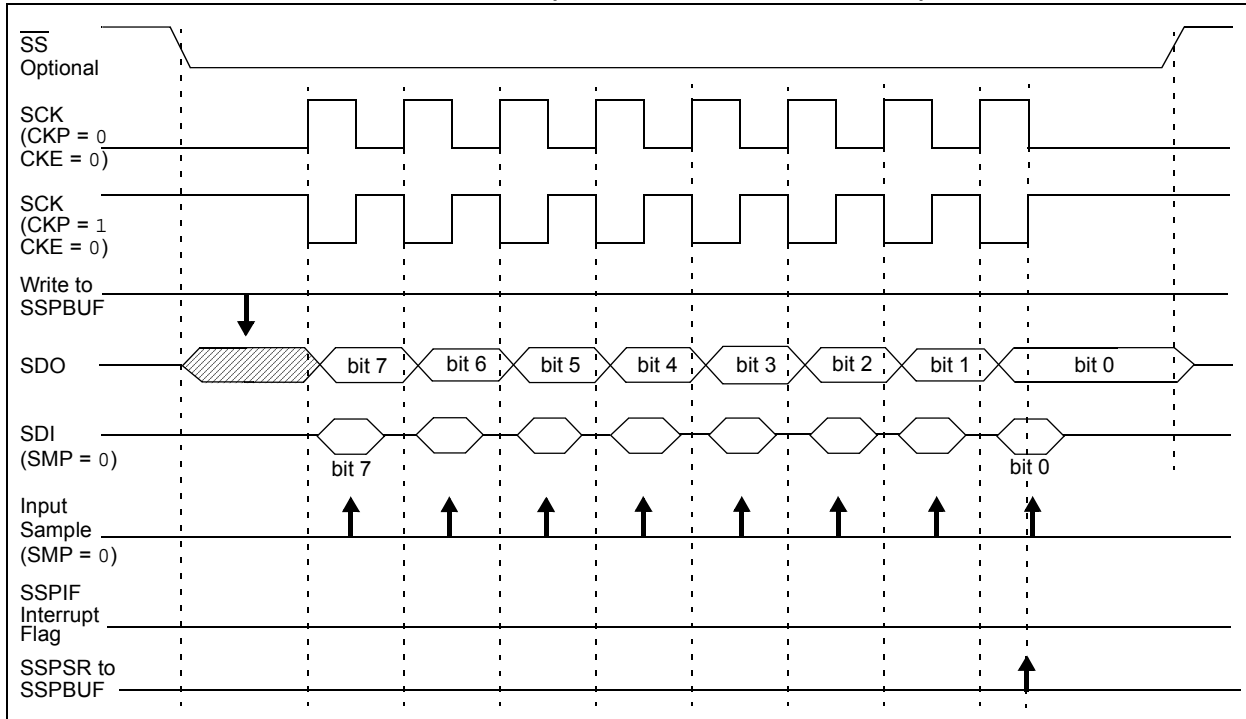 SS
Optional
SCK
(CKP = 0
CKE = 0)
SCK
(CKP = 1
CKE = 0)
Write to
SSPBUF
SDO
bit 7
bit 6
bit 5
bit 4
bit 3
bit 2
bit 1
bit 0
SDI
(SMP = 0)
bit 7
bit 0
Input
Sample
(SMP = 0)
SSPIF
Interrupt
Flag
SSPSR to
SSPBUF